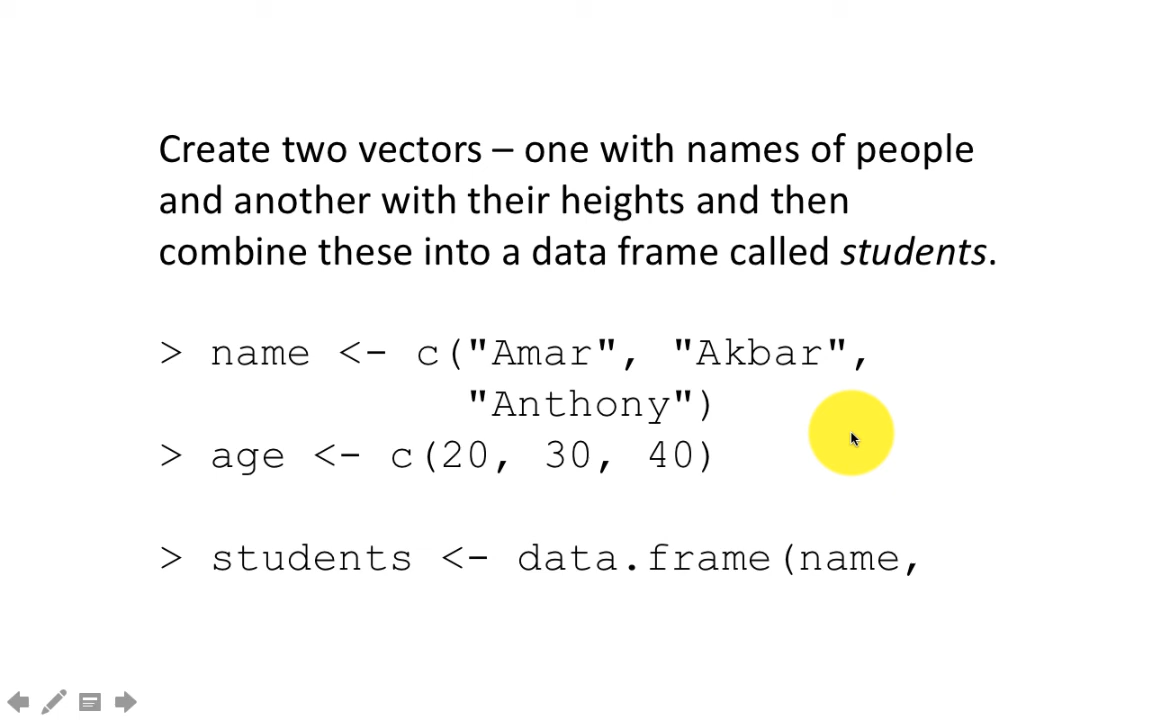 Create two vectors – one with names of people
and another with their heights and then
combine these into a data frame called students.
> name <- c("Amar", "Akbar",
"Anthony")
> age <- c(20, 30, 40)
> students <- data.frame(name,